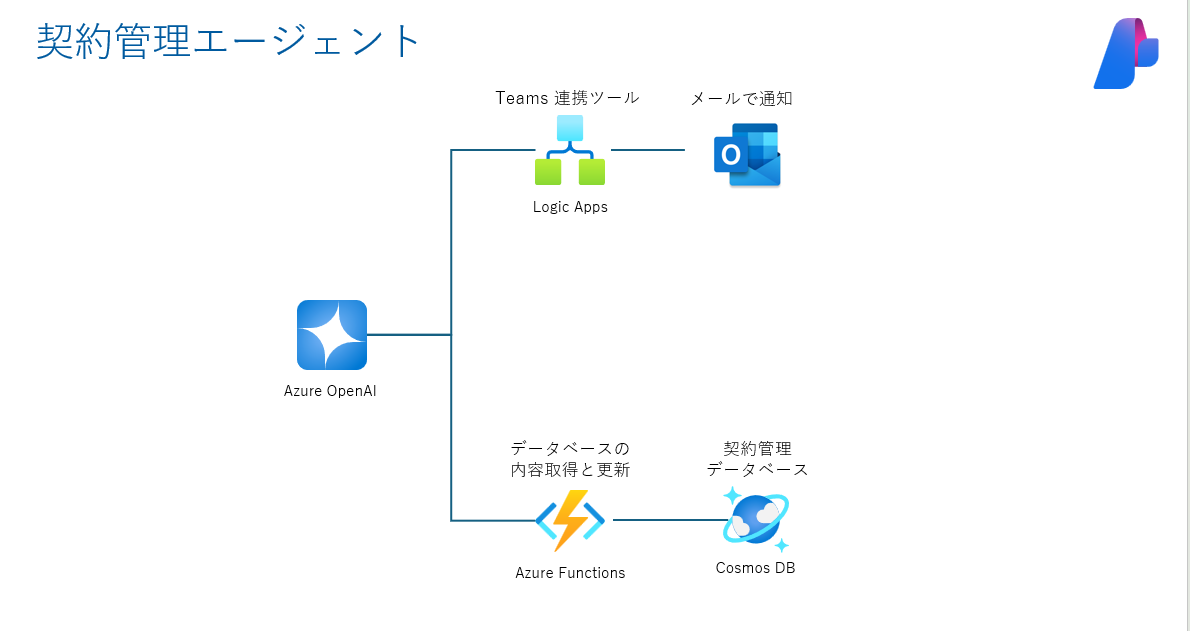 契約管理エージェント
Teams 連携ツール
メールで通知
O
Logic Apps
Azure OpenAI
データベースの
内容取得と更新
契約管理
データベース
Azure Functions
Cosmos DB